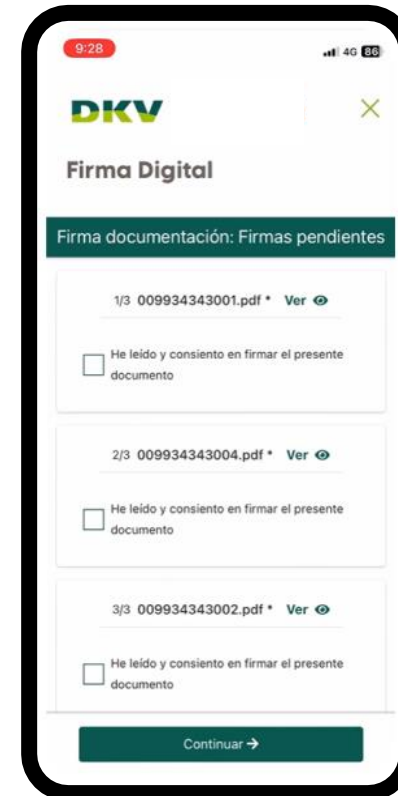 9:28 4G 86
DKV
Firma Digital
Firma documentación: Firmas pendientes
1/3 009934343001.pdf * Ver
He leído y consiento en firmar el presente
documento
2/3 009934343004.pdf * Ver
He leído y consiento en firmar el presente
documento
3/3 009934343002.pdf * Ver
He leído y consiento en firmar el presente
documento
Continuar →